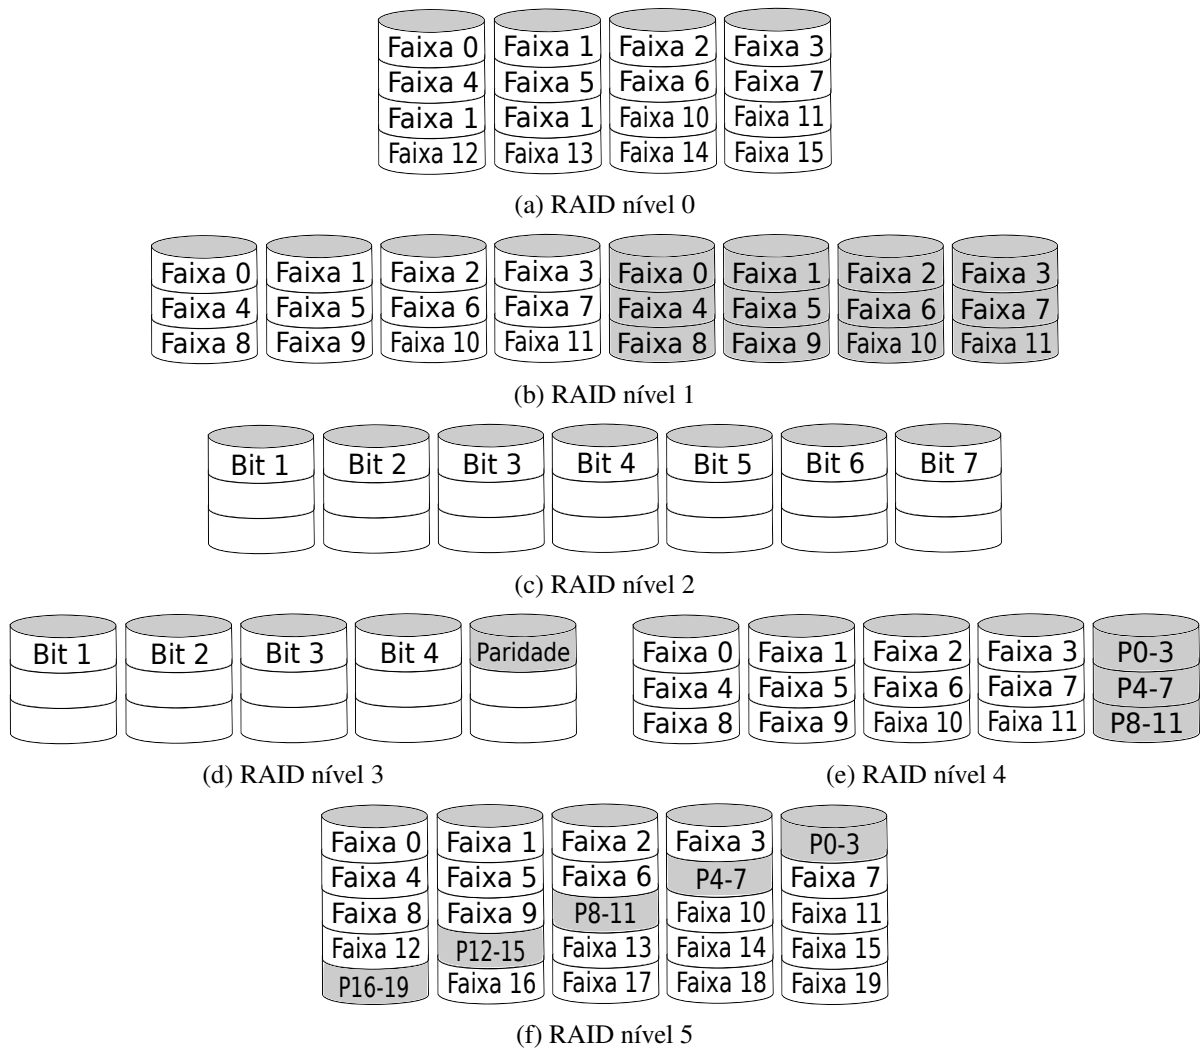 Faixa 0 Faixa 1 Faixa 2 Faixa 3
Faixa 4 Faixa 5 Faixa 6 Faixa 7
Faixa 1 Faixa 1 Faixa 10 Faixa 11
Faixa 12 Faixa 13 Faixa 14 Faixa 15
(a) RAID nível 0
Faixa 0 Faixa 1 Faixa 2 Faixa 3 Faixa 0 Faixa 1 Faixa 2 Faixa 3
Faixa 4 Faixa 5 Faixa 6 Faixa 7 Faixa 4 Faixa 5 Faixa 6 Faixa 7
Faixa 8 Faixa 9 Faixa 10 Faixa 11 Faixa 8 Faixa 9 Faixa 10 Faixa 11
(b) RAID nível 1
Bit 1 Bit 2 Bit 3 Bit 4 Bit 5 Bit 6 Bit 7
(c) RAID nível 2
Bit 1 Bit 2 Bit 3 Bit 4 Paridade
(d) RAID nível 3
Faixa 0 Faixa 1 Faixa 2 Faixa 3 P0-3
Faixa 4 Faixa 5 Faixa 6 Faixa 7 P4-7
Faixa 8 Faixa 9 Faixa 10 Faixa 11 P8-11
(e) RAID nível 4
Faixa 0 Faixa 1 Faixa 2 Faixa 3 P0-3
Faixa 4 Faixa 5 Faixa 6 P4-7 Faixa 7
Faixa 8 Faixa 9 P8-11 Faixa 10 Faixa 11
Faixa 12 P12-15 Faixa 13 Faixa 14 Faixa 15
P16-19 Faixa 16 Faixa 17 Faixa 18 Faixa 19
(f) RAID nível 5